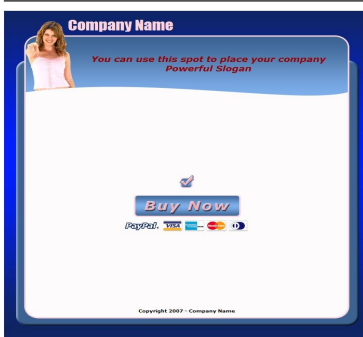 Company Name
You can use this spot to place your company
Powerful Slogan
Buy Now
PayPal. VISA
Copyright 2007 - Company Name